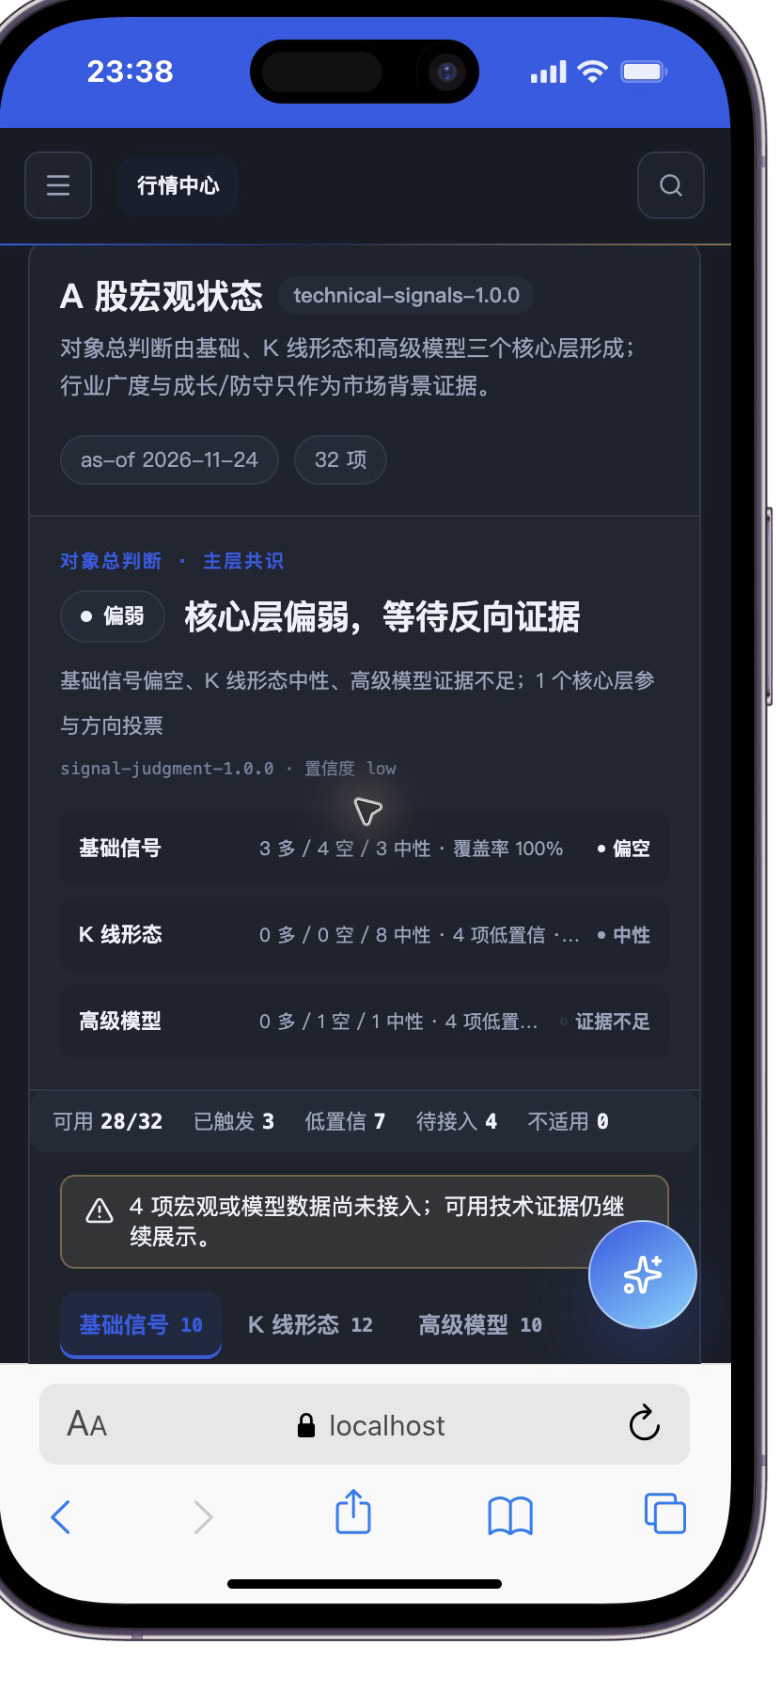 23:38
行情中心
A 股宏观状态 technical-signals-1.0.0
对象总判断由基础、K 线形态和高级模型三个核心层形成；
行业广度与成长/防守只作为市场背景证据。
as-of 2026-11-24 32 项
对象总判断 · 主层共识
偏弱 核心层偏弱，等待反向证据
基础信号偏空、K 线形态中性、高级模型证据不足；1 个核心层参
与方向投票
signal-judgment-1.0.0 · 置信度 low
基础信号 3 多 / 4 空 / 3 中性 · 覆盖率 100% 偏空
K 线形态 0 多 / 0 空 / 8 中性 · 4 项低置信 ·… 中性
高级模型 0 多 / 1 空 / 1 中性 · 4 项低置… 证据不足
可用 28/32 已触发 3 低置信 7 待接入 4 不适用 0
4 项宏观或模型数据尚未接入；可用技术证据仍继
续展示。
基础信号 10 K 线形态 12 高级模型 10
AA localhost